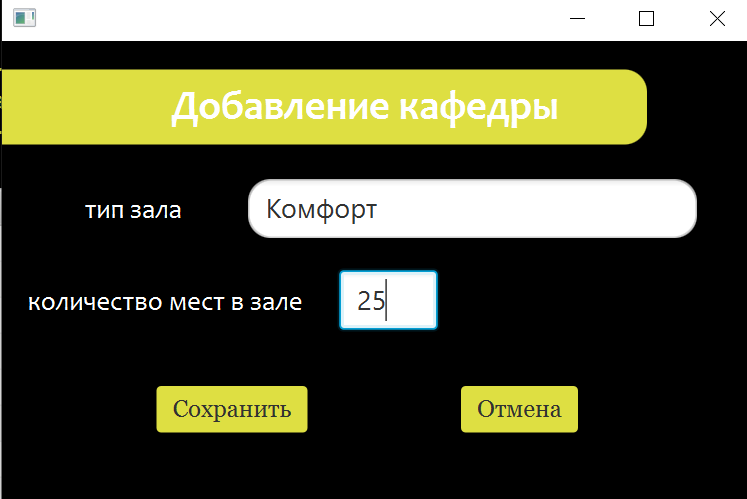 Добавление кафедры
тип зала
Комфорт
количество мест в зале
25
Сохранить
Отмена